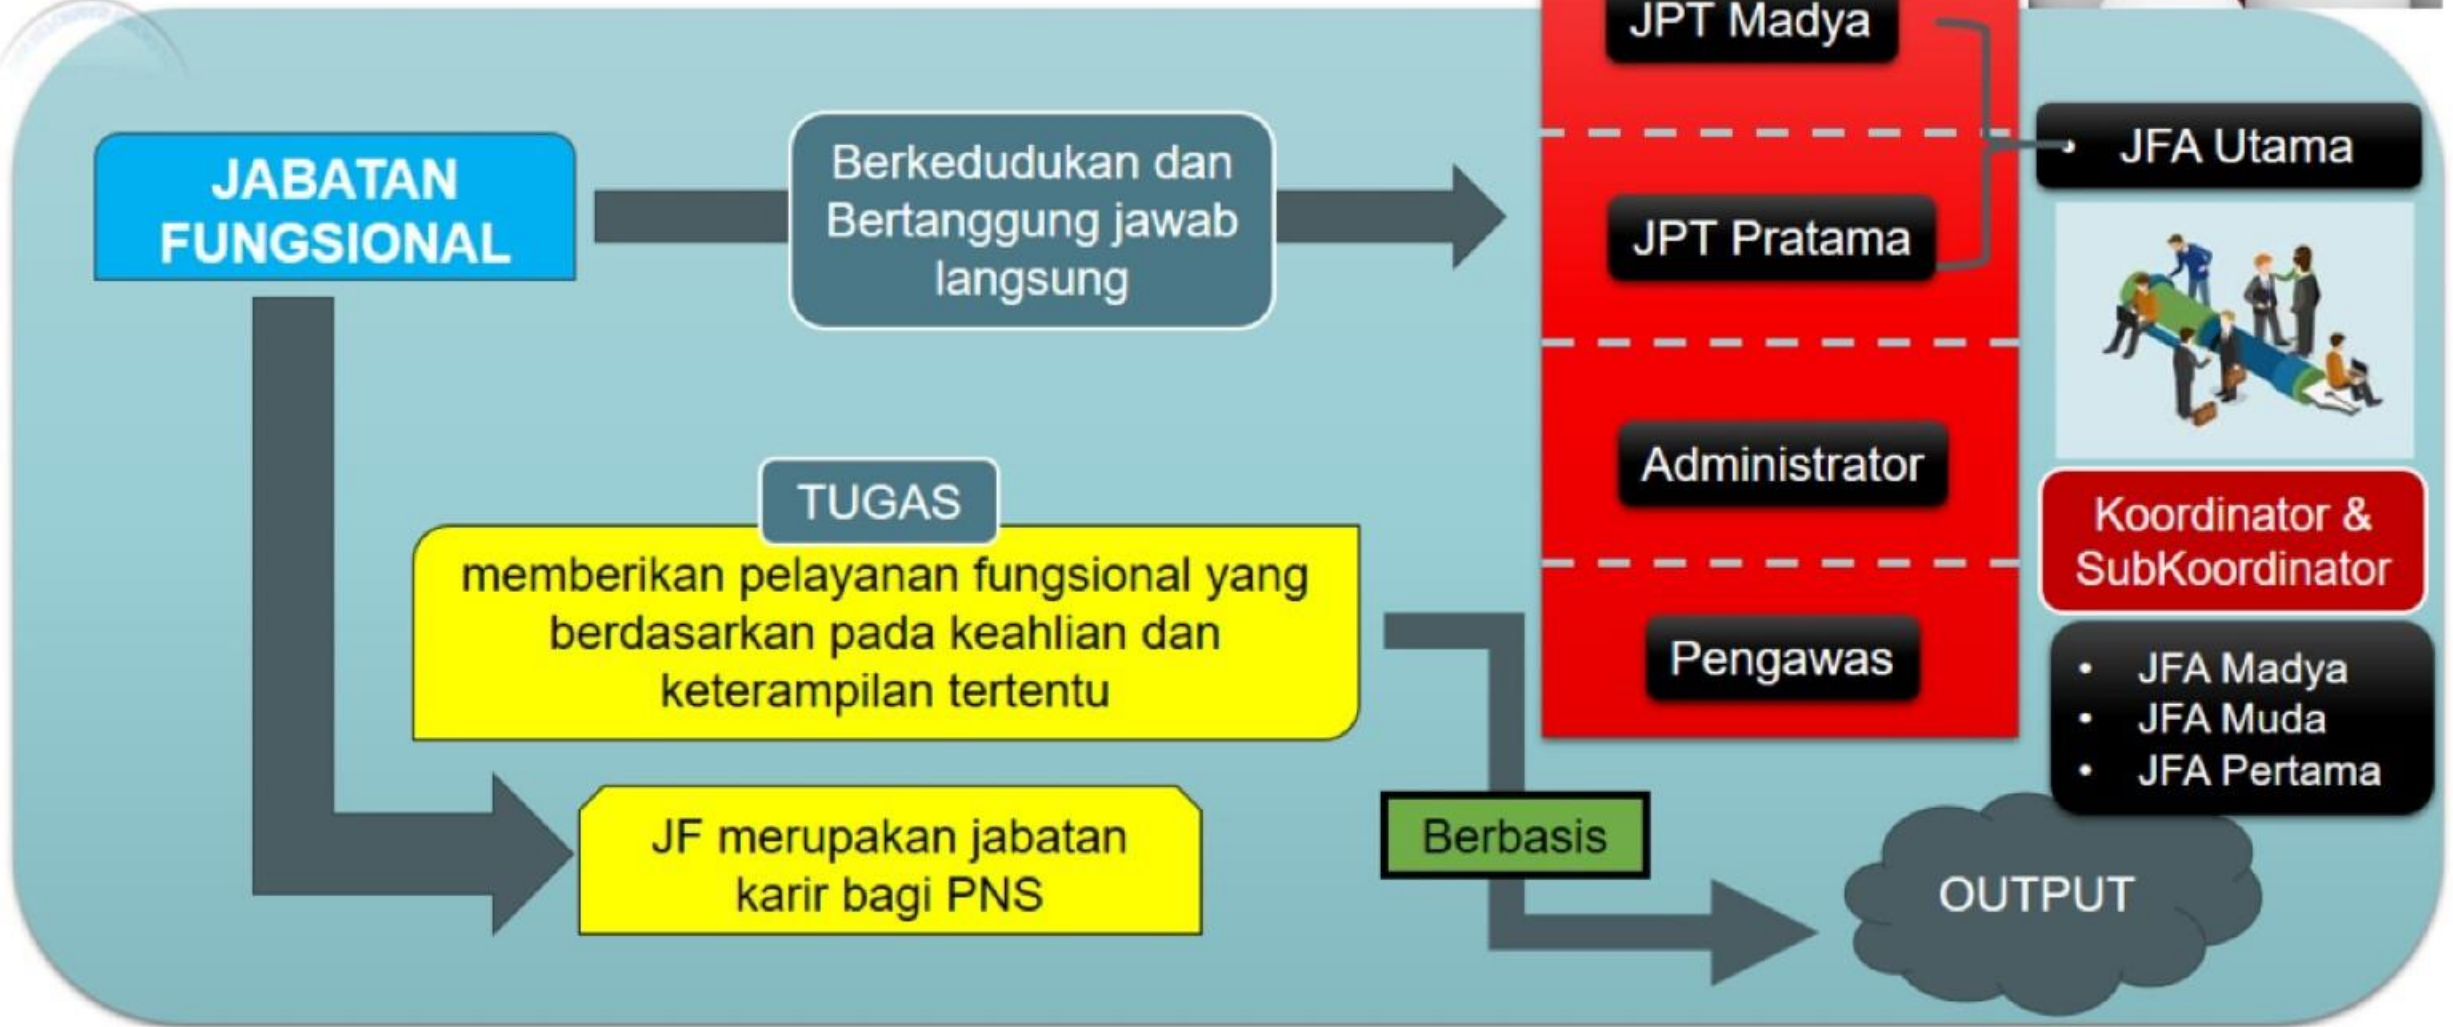 JPT Madya
JABATAN
FUNGSIONAL
Berkedudukan dan
Bertanggung jawab
langsung
• JFA Utama
JPT Pratama
Administrator
TUGAS
memberikan pelayanan fungsional yang
berdasarkan pada keahlian dan
keterampilan tertentu
Koordinator &
SubKoordinator
Pengawas
• JFA Madya
• JFA Muda
• JFA Pertama
JF merupakan jabatan
karir bagi PNS
Berbasis
OUTPUT